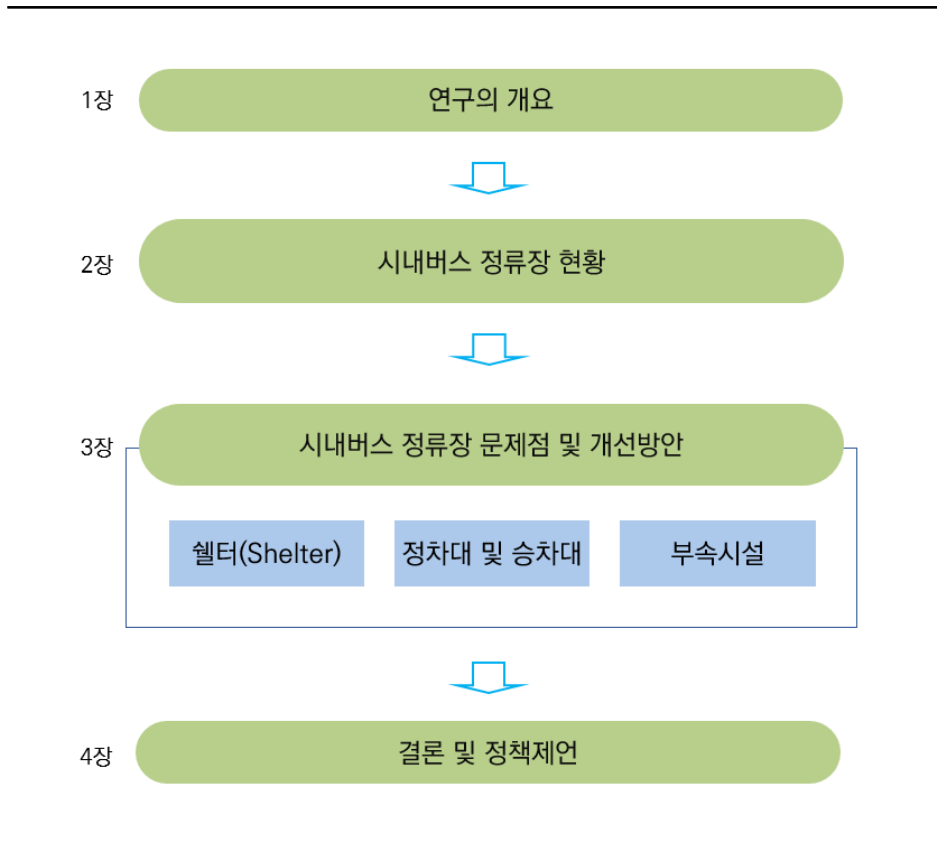 1장
연구의 개요
2장
시내버스 정류장 현황
3장
시내버스 정류장 문제점 및 개선방안
쉘터(Shelter)
정차대 및 승차대
부속시설
4장
결론 및 정책제언